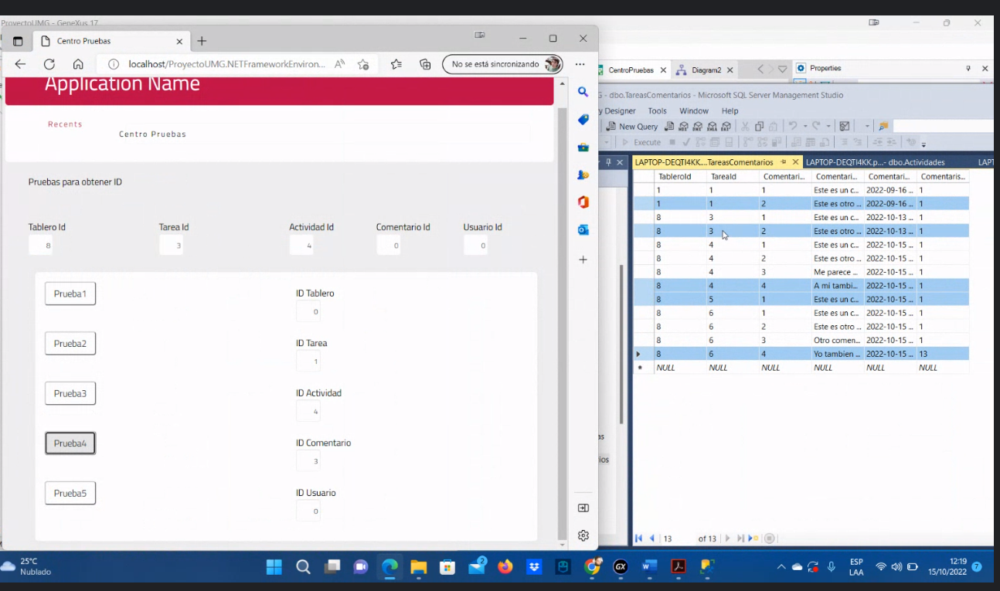 ProyectoUMG - GeneXus 17
Centro Pruebas
localhost/ProyectoUMG.NETFrameworkEnviron...
No se está sincronizando
Application Name
Recents
Centro Pruebas
Pruebas para obtener ID
Tablero Id Tarea Id Actividad Id Comentario Id Usuario Id
8 3 4 0 0
Prueba1 ID Tablero
0
Prueba2 ID Tarea
1
Prueba3 ID Actividad
4
Prueba4 ID Comentario
3
Prueba5 ID Usuario
0
CentroPruebas Diagram2 Properties
G - dbo.TareasComentarios - Microsoft SQL Server Management Studio
y Designer Tools Window Help
New Query
Execute
LAPTOP-DEQTI4KK....TareasComentarios LAPTOP-DEQTI4KK.p...- dbo.Actividades LAPT
TableroId TareaId Comentari... Comentari... Comentari... Comentaris...
1 1 1 Este es un c... 2022-09-16 ... 1
1 1 2 Este es otro ... 2022-09-16 ... 1
8 3 1 Este es un c... 2022-10-13 ... 1
8 3 2 Este es otro ... 2022-10-13 ... 1
8 4 1 Este es un c... 2022-10-15 ... 1
8 4 2 Este es otro ... 2022-10-15 ... 1
8 4 3 Me parece ... 2022-10-15 ... 1
8 4 4 A mi tambi... 2022-10-15 ... 1
8 5 1 Este es un c... 2022-10-15 ... 1
8 6 1 Este es un c... 2022-10-15 ... 1
8 6 2 Este es otro ... 2022-10-15 ... 1
8 6 3 Otro comen... 2022-10-15 ... 1
8 6 4 Yo tambien ... 2022-10-15 ... 13
NULL NULL NULL NULL NULL NULL
as
ios
13 of 13
25°C
Nublado
ESP
LAA
12:19
15/10/2022